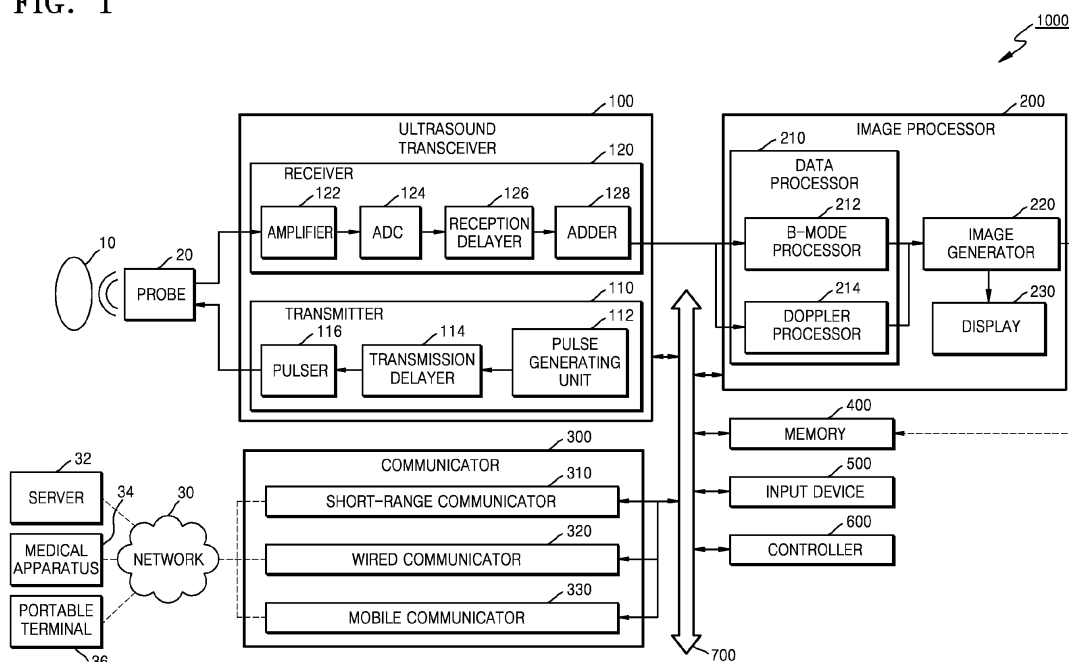 FIG. 1
1000
100
ULTRASOUND
TRANSCEIVER
120
RECEIVER
122
AMPLIFIER
124
ADC
126
RECEPTION
DELAYER
128
ADDER
10
20
PROBE
110
TRANSMITTER
116
PULSER
114
TRANSMISSION
DELAYER
112
PULSE
GENERATING
UNIT
200
IMAGE PROCESSOR
210
DATA
PROCESSOR
212
B-MODE
PROCESSOR
214
DOPPLER
PROCESSOR
220
IMAGE
GENERATOR
230
DISPLAY
300
COMMUNICATOR
310
SHORT-RANGE COMMUNICATOR
320
WIRED COMMUNICATOR
330
MOBILE COMMUNICATOR
32
SERVER
34
MEDICAL
APPARATUS
30
NETWORK
PORTABLE
TERMINAL
36
400
MEMORY
500
INPUT DEVICE
600
CONTROLLER
700